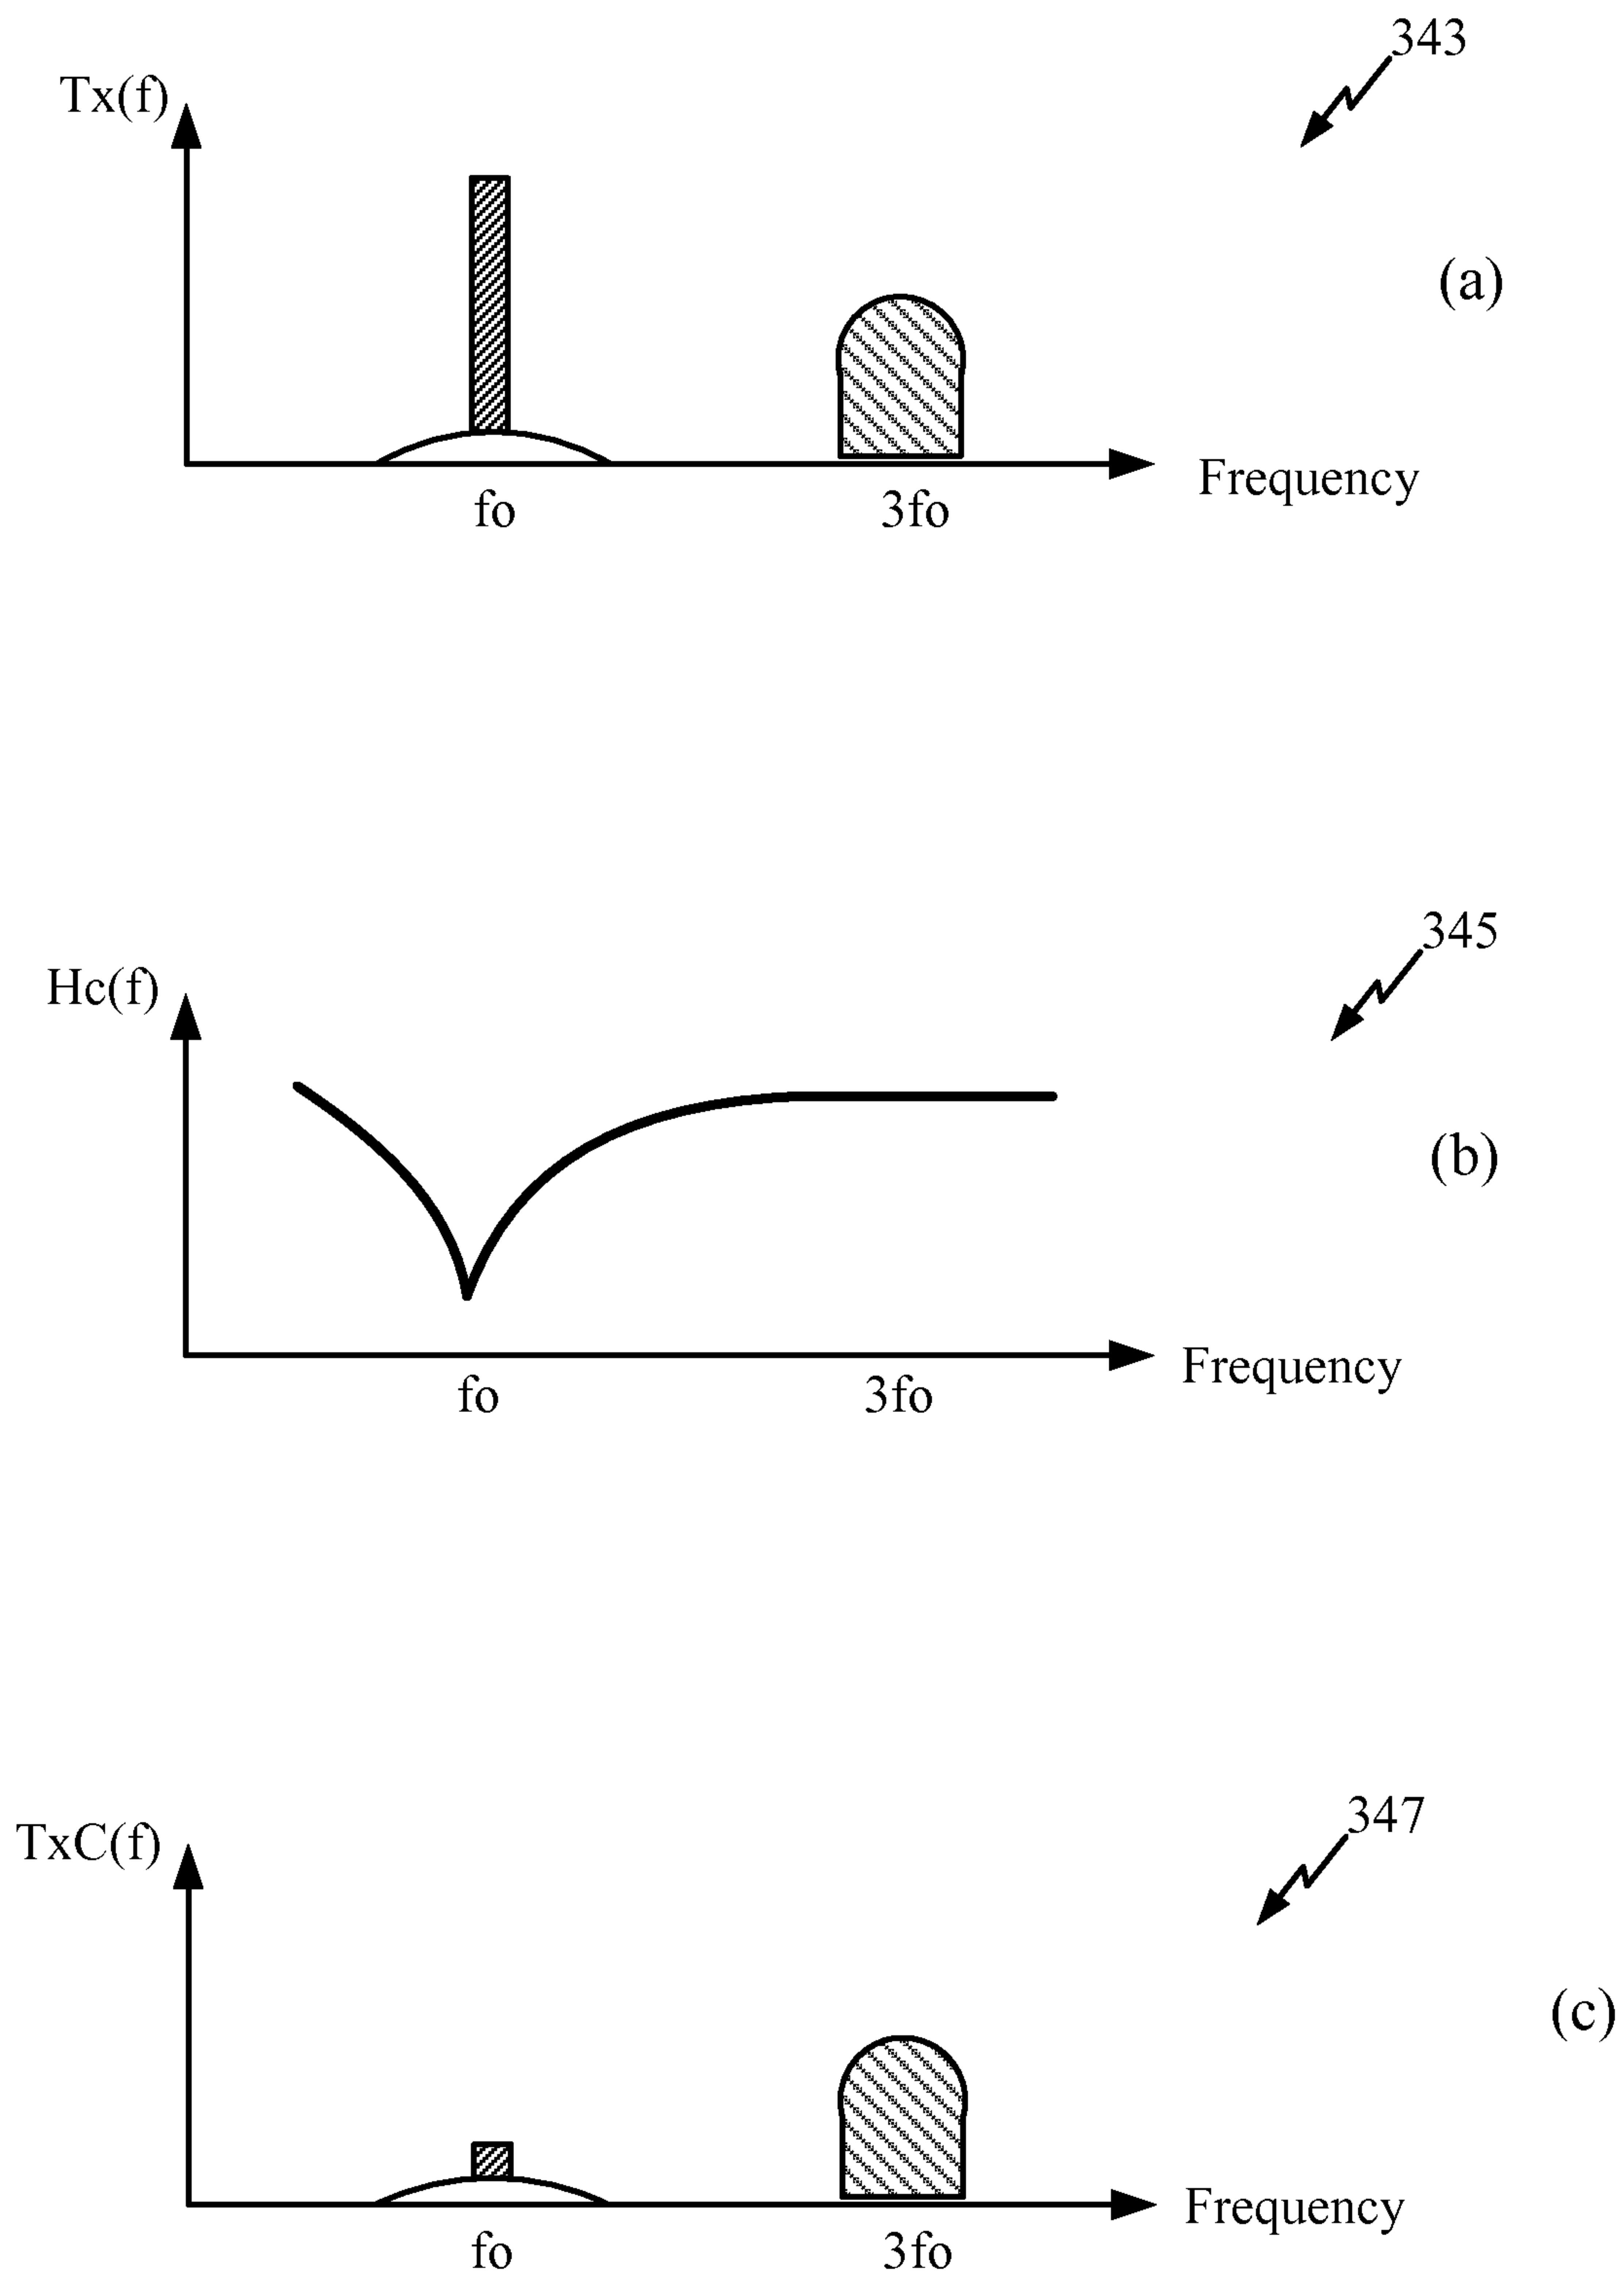 343
Tx(f)
(a)
Frequency
fo
3fo
345
Hc(f)
(b)
Frequency
fo
3fo
347
TxC(f)
(c)
Frequency
fo
3fo